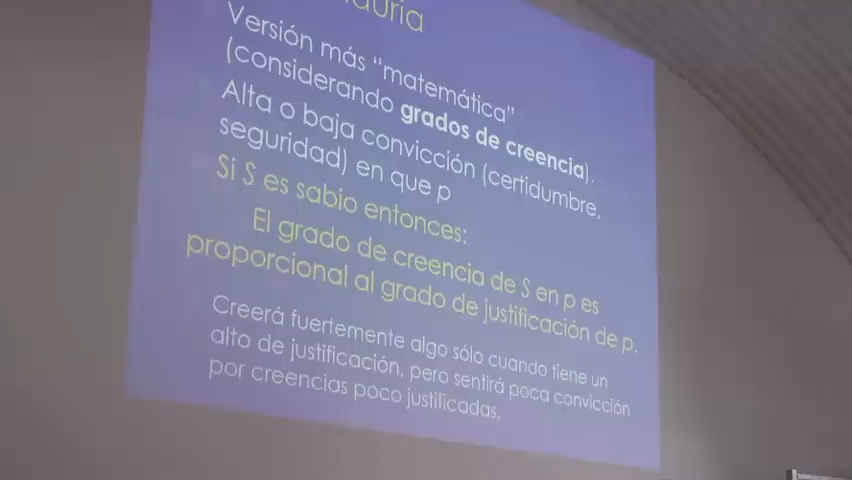 Versión más "matemática"
(considerando grados de creencia).
Alta o baja convicción (certidumbre,
seguridad) en que p
Si S es sabio entonces:
El grado de creencia de S en p es
proporcional al grado de justificación de p.
Creerá fuertemente algo sólo cuando tiene un
alto de justificación, pero sentirá poca convicción
por creencias poco justificadas.